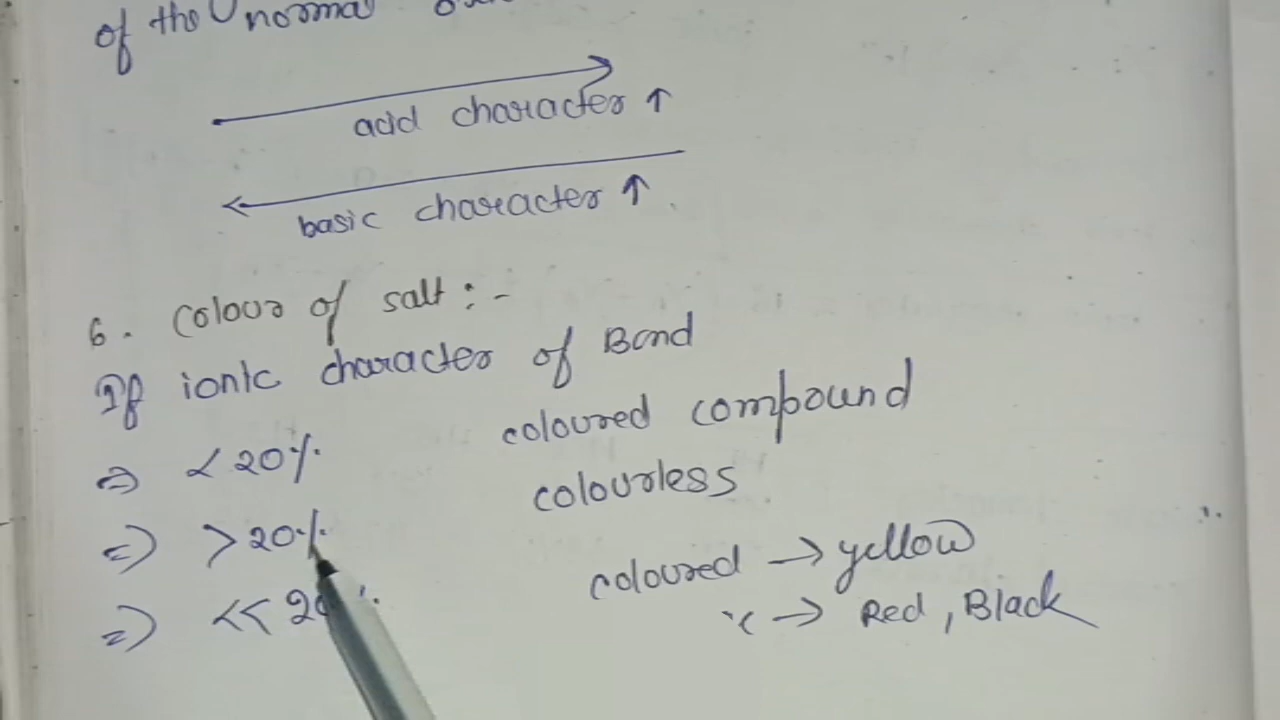 of the normal
acid character ↑
basic character ↑
6. Colour of salt : -
If ionic character of Bond
⇒ < 20% coloured compound
⇒ > 20% colourless
⇒ << 20% coloured → yellow
→ Red, Black